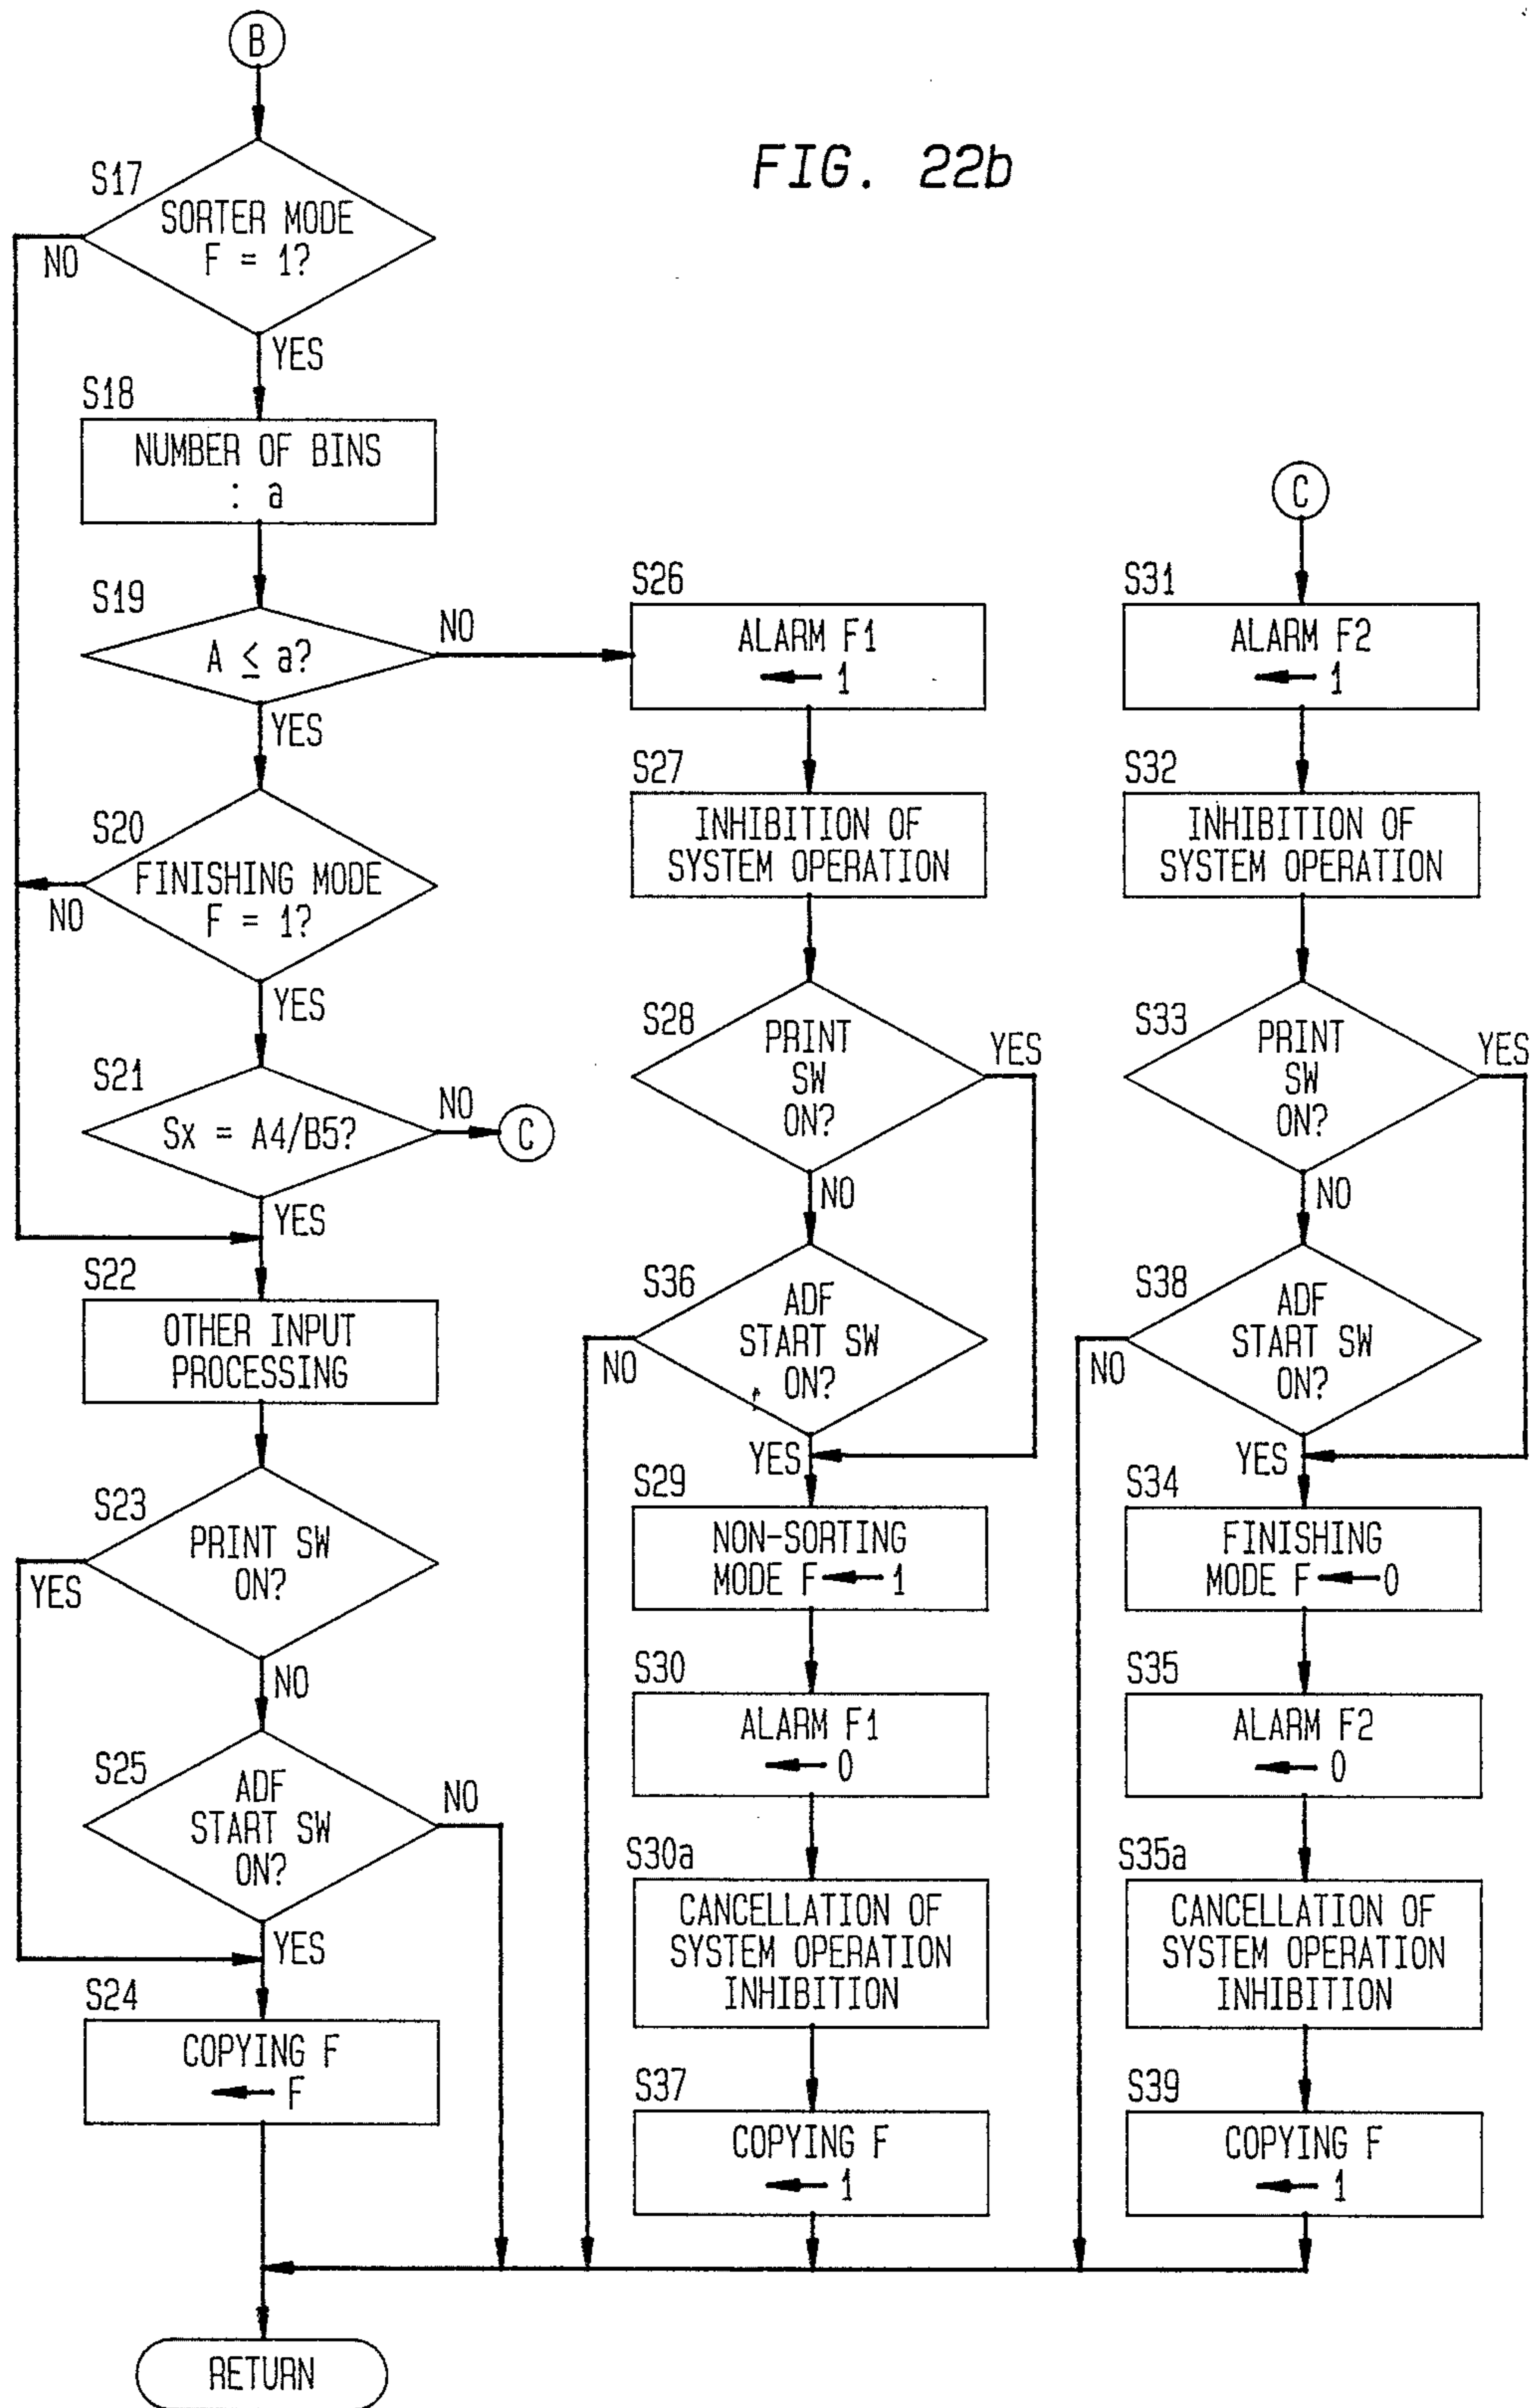 B
FIG. 22b
S17
SORTER MODE
F = 1?
NO
YES
S18
NUMBER OF BINS
: a
S19
A ≤ a?
NO
YES
S20
FINISHING MODE
F = 1?
NO
YES
S21
Sx = A4/B5?
NO
C
YES
S22
OTHER INPUT
PROCESSING
S23
PRINT SW
ON?
YES
NO
S25
ADF
START SW
ON?
NO
YES
S24
COPYING F
← F
RETURN
S26
ALARM F1
← 1
S27
INHIBITION OF
SYSTEM OPERATION
S28
PRINT
SW
ON?
YES
NO
S36
ADF
START SW
ON?
NO
YES
S29
NON-SORTING
MODE F ← 1
S30
ALARM F1
← 0
S30a
CANCELLATION OF
SYSTEM OPERATION
INHIBITION
S37
COPYING F
← 1
C
S31
ALARM F2
← 1
S32
INHIBITION OF
SYSTEM OPERATION
S33
PRINT
SW
ON?
YES
NO
S38
ADF
START SW
ON?
NO
YES
S34
FINISHING
MODE F ← 0
S35
ALARM F2
← 0
S35a
CANCELLATION OF
SYSTEM OPERATION
INHIBITION
S39
COPYING F
← 1